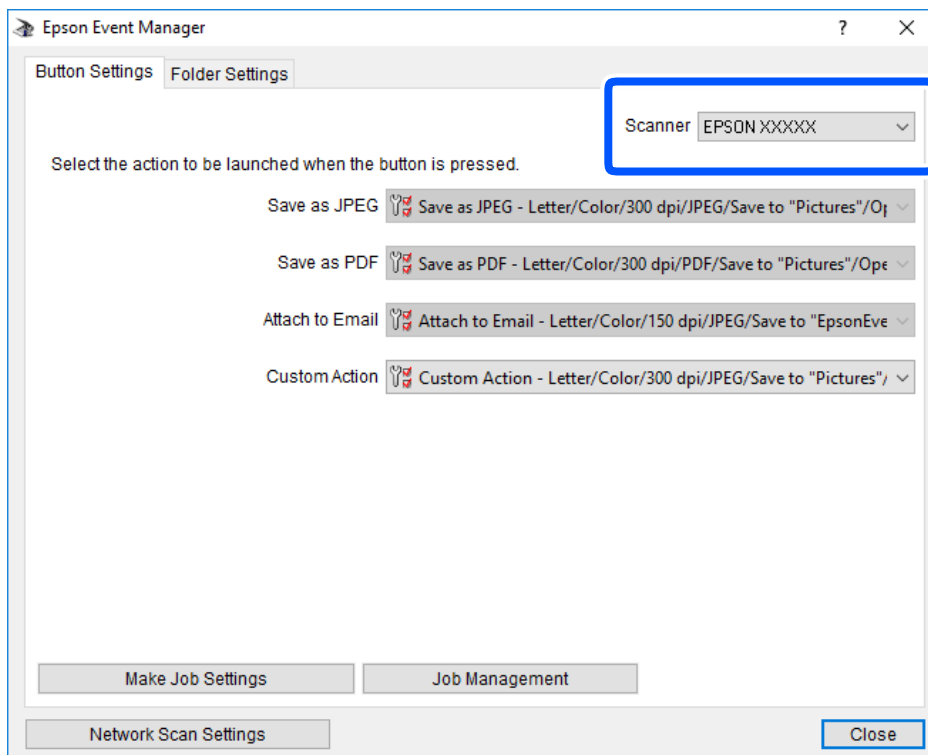 Epson Event Manager
Button Settings
Folder Settings
Scanner EPSON XXXXX
Select the action to be launched when the button is pressed.
Save as JPEG Save as JPEG - Letter/Color/300 dpi/JPEG/Save to "Pictures"/Op
Save as PDF Save as PDF - Letter/Color/300 dpi/PDF/Save to "Pictures"/Ope
Attach to Email Attach to Email - Letter/Color/150 dpi/JPEG/Save to "EpsonEve
Custom Action Custom Action - Letter/Color/300 dpi/JPEG/Save to "Pictures"/
Make Job Settings
Job Management
Network Scan Settings
Close